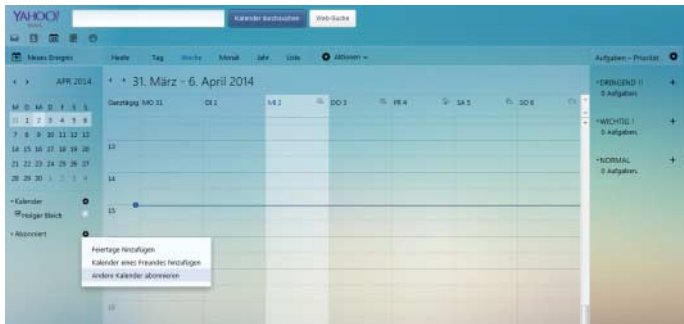 YAHOO!
Kalender durchsuchen
Web-Suche
Neues Ereignis
Heute Tag Woche Monat Jahr Liste Aktionen
Aufgaben – Priorität
APR 2014
31. März - 6. April 2014
M D M D F S S
31 1 2 3 4 5 6
7 8 9 10 11 12 13
14 15 16 17 18 19 20
21 22 23 24 25 26 27
28 29 30 1 2 3 4
Ganztägig MO 31 DI 1 MI 2 DO 3 FR 4 SA 5 SO 6
13
14
15
DRINGEND !!
0 Aufgaben.
WICHTIG !
0 Aufgaben.
NORMAL
0 Aufgaben.
Kalender
Holger Bleich
Abonniert
Feiertage hinzufügen
Kalender eines Freundes hinzufügen
Andere Kalender abonnieren